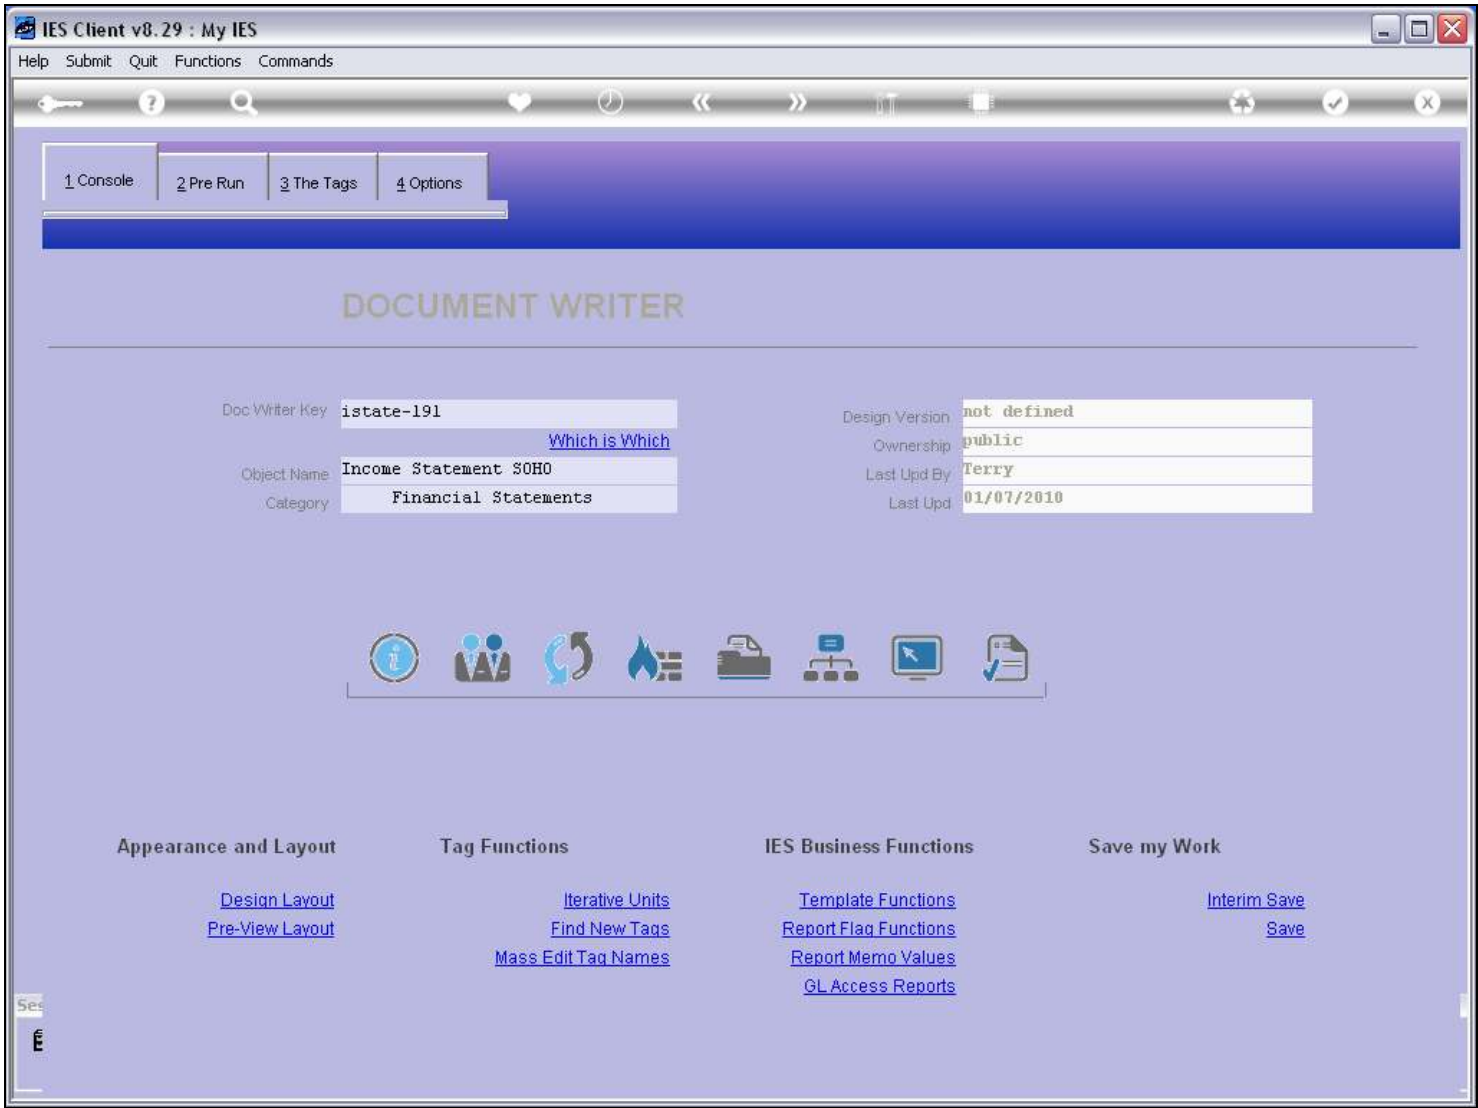 IES Client v8.29 : My IES
Help Submit Quit Functions Commands
1 Console 2 Pre Run 3 The Tags 4 Options
DOCUMENT WRITER
Doc Writer Key istate-191
Which is Which
Object Name Income Statement SOHO
Category Financial Statements
Design Version not defined
Ownership public
Last Upd By Terry
Last Upd 01/07/2010
Appearance and Layout
Design Layout
Pre-View Layout
Tag Functions
Iterative Units
Find New Tags
Mass Edit Tag Names
IES Business Functions
Template Functions
Report Flag Functions
Report Memo Values
GL Access Reports
Save my Work
Interim Save
Save